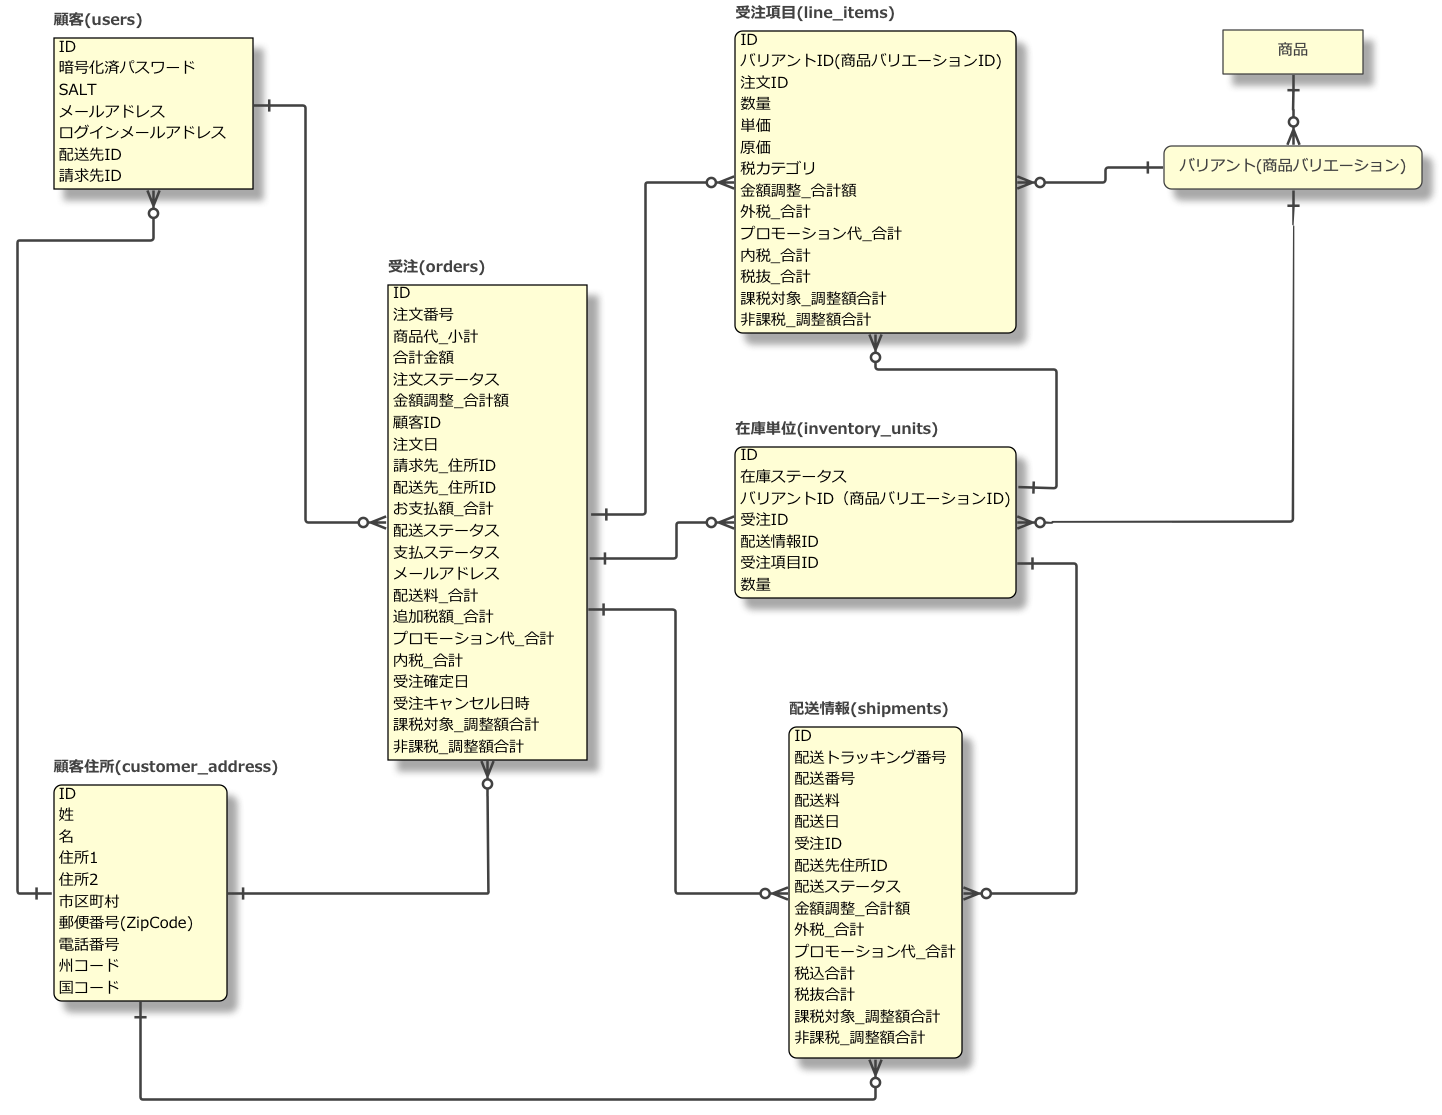 顧客(users)
ID
暗号化済パスワード
SALT
メールアドレス
ログインメールアドレス
配送先ID
請求先ID
受注(orders)
ID
注文番号
商品代_小計
合計金額
注文ステータス
金額調整_合計額
顧客ID
注文日
請求先_住所ID
配送先_住所ID
お支払額_合計
配送ステータス
支払ステータス
メールアドレス
配送料_合計
追加税額_合計
プロモーション代_合計
内税_合計
受注確定日
受注キャンセル日時
課税対象_調整額合計
非課税_調整額合計
顧客住所(customer_address)
ID
姓
名
住所1
住所2
市区町村
郵便番号(ZipCode)
電話番号
州コード
国コード
受注項目(line_items)
ID
バリアントID(商品バリエーションID)
注文ID
数量
単価
原価
税カテゴリ
金額調整_合計額
外税_合計
プロモーション代_合計
内税_合計
税抜_合計
課税対象_調整額合計
非課税_調整額合計
商品
バリアント(商品バリエーション)
在庫単位(inventory_units)
ID
在庫ステータス
バリアントID（商品バリエーションID)
受注ID
配送情報ID
受注項目ID
数量
配送情報(shipments)
ID
配送トラッキング番号
配送番号
配送料
配送日
受注ID
配送先住所ID
配送ステータス
金額調整_合計額
外税_合計
プロモーション代_合計
税込合計
税抜合計
課税対象_調整額合計
非課税_調整額合計